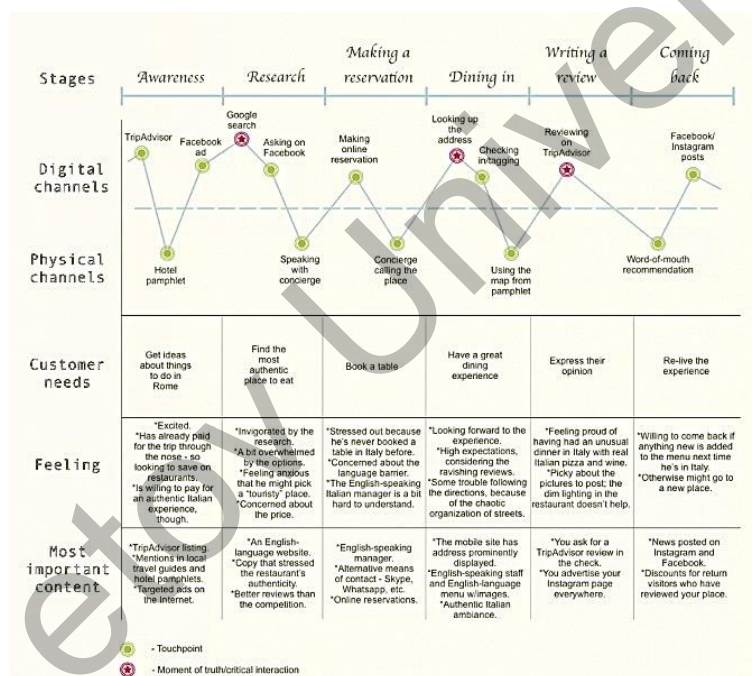 Stages
Awareness
Research
Making a
reservation
Dining in
Writing a
review
Coming
back
Digital
channels
TripAdvisor
Facebook
ad
Google
search
Asking on
Facebook
Making
online
reservation
Looking up
the
address
Checking
in/tagging
Reviewing
on
TripAdvisor
Facebook/
Instagram
posts
Physical
channels
Hotel
pamphlet
Speaking
with
concierge
Concierge
calling the
place
Using the
map from
pamphlet
Word-of-mouth
recommendation
Customer
needs
Get ideas
about things
to do in
Rome
Find the
most
authentic
place to eat
Book a table
Have a great
dining
experience
Express their
opinion
Re-live the
experience
Feeling
*Excited.
*Has already paid
for the trip through
the nose - so
looking to save on
restaurants.
*Is willing to pay for
an authentic Italian
experience,
though.
*Invigorated by the
research.
*A bit overwhelmed
by the options.
*Feeling anxious
that he might pick
a "touristy" place.
*Concerned about
the price.
*Stressed out because
he's never booked a
table in Italy before.
*Concerned about the
language barrier.
*The English-speaking
Italian manager is a bit
hard to understand.
*Looking forward to the
experience.
*High expectations,
considering the
ravishing reviews.
*Some trouble following
the directions, because
of the chaotic
organization of streets.
*Feeling proud of
having had an unusual
dinner in Italy with real
Italian pizza and wine.
*Picky about the
pictures to post; the
dim lighting in the
restaurant doesn't help.
*Willing to come back if
anything new is added
to the menu next time
he's in Italy.
*Otherwise might go to
a new place.
Most
important
content
*TripAdvisor listing.
*Mentions in local
travel guides and
hotel pamphlets.
*Targeted ads on
the Internet.
*An English-
language website.
*Copy that stressed
the restaurant's
authenticity.
*Better reviews than
the competition.
*English-speaking
manager.
*Alternative means
of contact - Skype,
Whatsapp, etc.
*Online reservations.
*The mobile site has
address prominently
displayed.
*English-speaking staff
and English-language
menu w/images.
*Authentic Italian
ambiance.
*You ask for a
TripAdvisor review in
the check.
*You advertise your
Instagram page
everywhere.
*News posted on
Instagram and
Facebook.
*Discounts for return
visitors who have
reviewed your place.
- Touchpoint
- Moment of truth/critical interaction